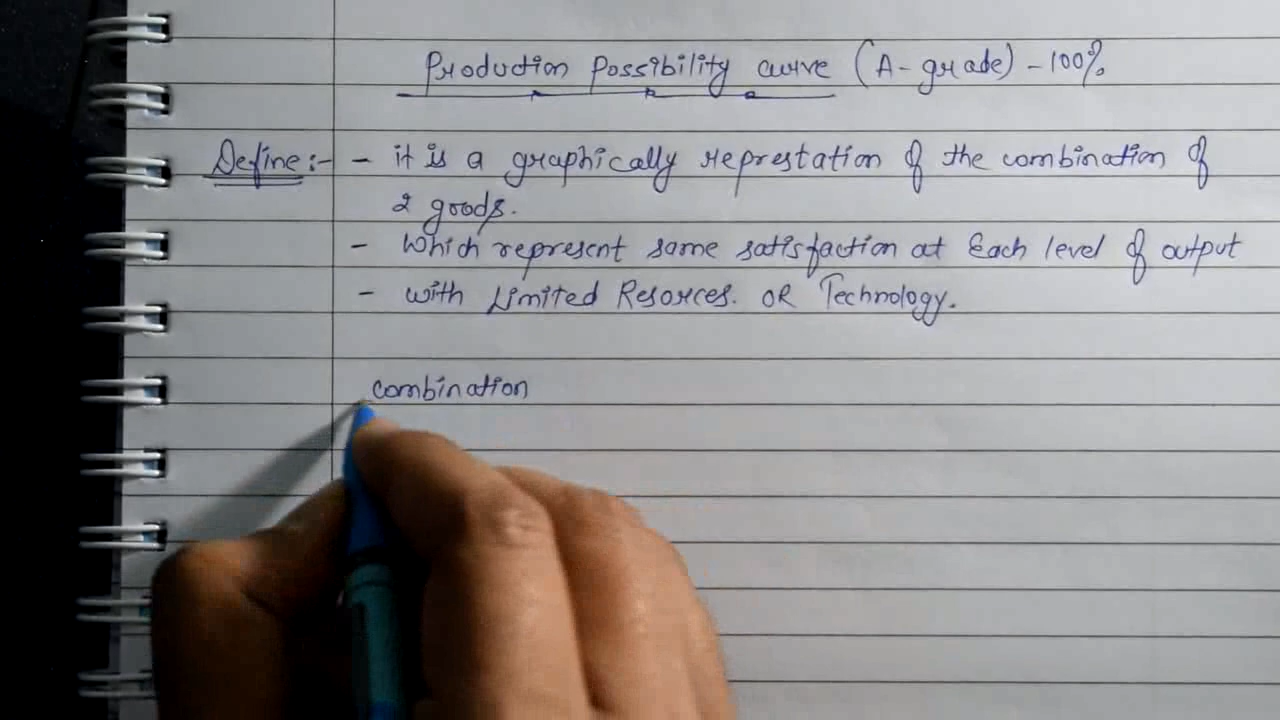 Production Possibility curve (A-grade) - 100%
Define :- - it is a graphically represtation of the combination of
2 goods.
- which represent same satisfaction at Each level of output
- with Limited Resorces. OR Technology.
combination